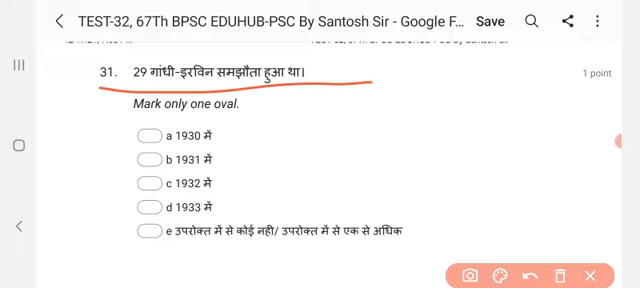 TEST-32, 67Th BPSC EDUHUB-PSC By Santosh Sir - Google F... Save
31. 29 गांधी-इरविन समझौता हुआ था। 1 point
Mark only one oval.
a 1930 में
b 1931 में
c 1932 में
d 1933 में
e उपरोक्त में से कोई नही/ उपरोक्त में से एक से अधिक